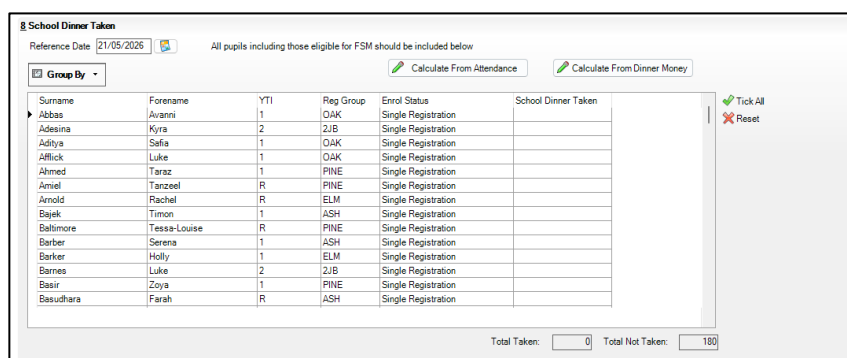 8 School Dinner Taken
Reference Date 21/05/2026 All pupils including those eligible for FSM should be included below
Group By Calculate From Attendance Calculate From Dinner Money
Surname Forename YTI Reg Group Enrol Status School Dinner Taken Tick All
Abbas Avanni 1 OAK Single Registration
Adesina Kyra 2 2JB Single Registration Reset
Aditya Safia 1 OAK Single Registration
Afflick Luke 1 OAK Single Registration
Ahmed Taraz 1 PINE Single Registration
Amiel Tanzeel R PINE Single Registration
Arnold Rachel R ELM Single Registration
Bajek Timon 1 ASH Single Registration
Baltimore Tessa-Louise R PINE Single Registration
Barber Serena 1 ASH Single Registration
Barker Holly 1 ELM Single Registration
Barnes Luke 2 2JB Single Registration
Basir Zoya 1 PINE Single Registration
Basudhara Farah R ASH Single Registration
Total Taken: 0 Total Not Taken: 180